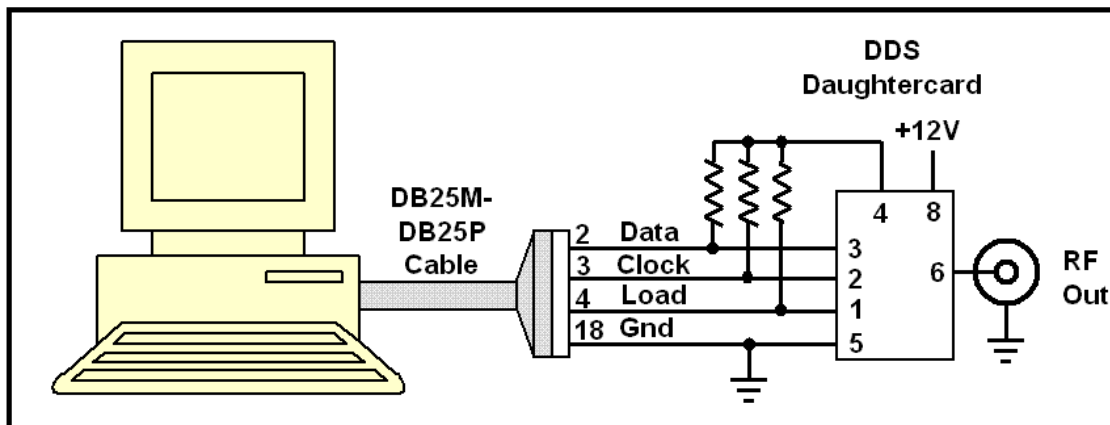 DDS
Daughtercard
+12V
DB25M-
DB25P
Cable
4 8
2 Data 3
3 Clock 2
4 Load 1
18 Gnd 5
6
RF
Out